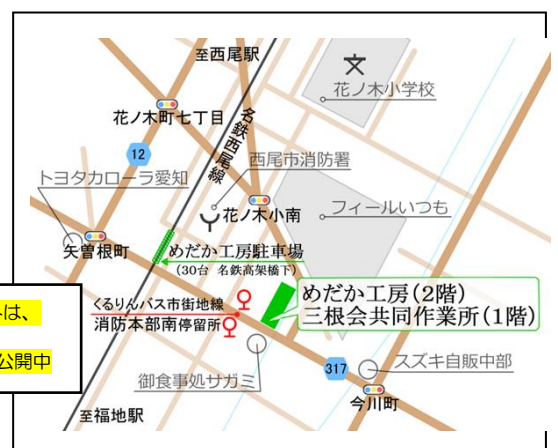 至西尾駅
文
花ノ木小学校
花ノ木町七丁目
名鉄西尾線
12
西尾市消防署
トヨタカローラ愛知
花ノ木小南
フィールいつも
矢曽根町
めだか工房駐車場
(30台 名鉄高架橋下)
めだか工房(2階)
三根会共同作業所(1階)
くるりんバス市街地線
消防本部南停留所
は、
公開中
317
スズキ自販中部
御食事処サガミ
今川町
至福地駅